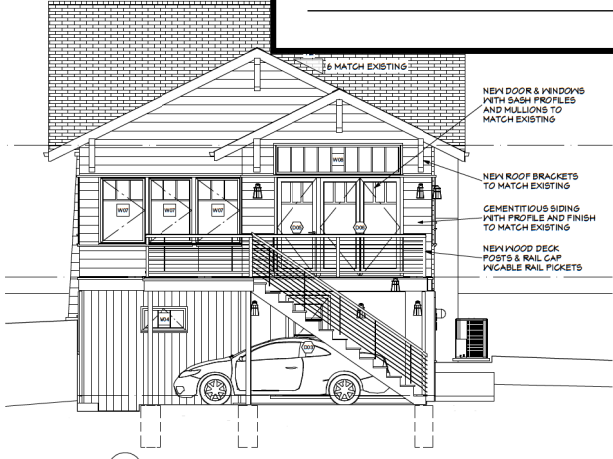 6 MATCH EXISTING
NEW DOOR & WINDOWS
WITH SASH PROFILES
AND MULLIONS TO
MATCH EXISTING
W08
NEW ROOF BRACKETS
TO MATCH EXISTING
W07 W07 W07
CEMENTITIOUS SIDING
WITH PROFILE AND FINISH
TO MATCH EXISTING
NEW WOOD DECK
POSTS & RAIL CAP
W/CABLE RAIL PICKETS
W04